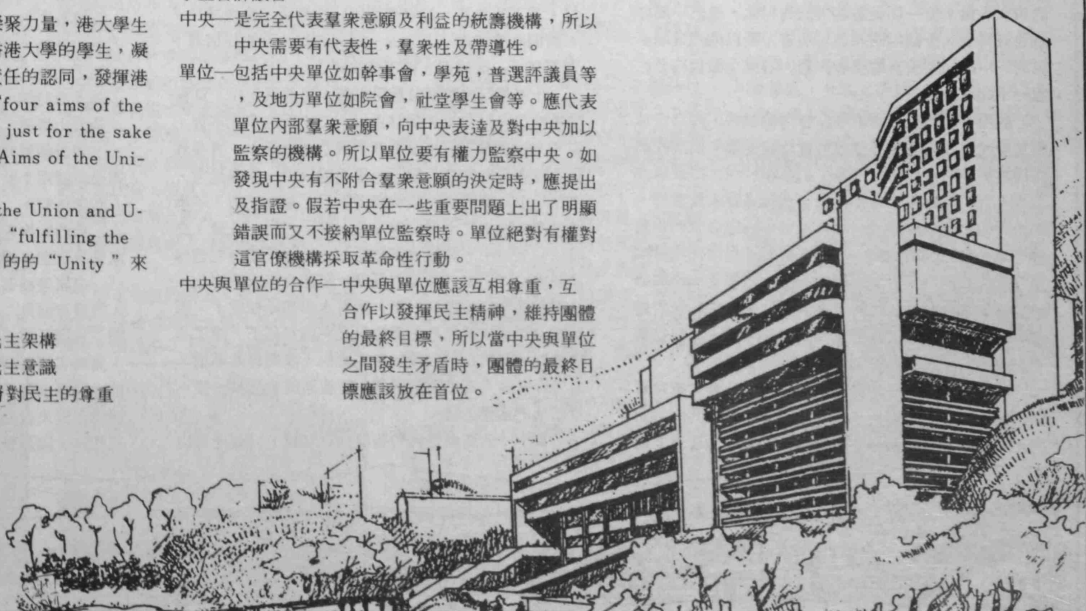 聚力量，港大學生
港大學的學生，凝
任的認同，發揮港
"four aims of the
just for the sake
Aims of the Uni-
the Union and U-
"fulfilling the
的的 "Unity" 來
主架構
主意識
對民主的尊重
中央—是完全代表羣衆意願及利益的統籌機構，所以
中央需要有代表性，羣衆性及帶導性。
單位—包括中央單位如幹事會，學苑，普選評議員等
，及地方單位如院會，社堂學生會等。應代表
單位內部羣衆意願，向中央表達及對中央加以
監察的機構。所以單位要有權力監察中央。如
發現中央有不附合羣衆意願的決定時，應提出
及指證。假若中央在一些重要問題上出了明顯
錯誤而又不接納單位監察時。單位絕對有權對
這官僚機構採取革命性行動。
中央與單位的合作—中央與單位應該互相尊重，互
合作以發揮民主精神，維持團體
的最終目標，所以當中央與單位
之間發生矛盾時，團體的最終目
標應該放在首位。